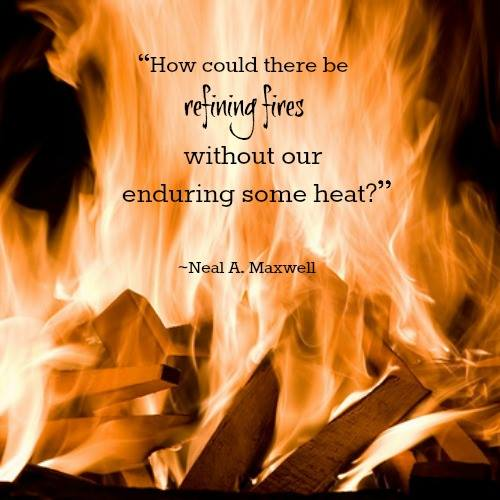 “How could there be
refining fires
without our
enduring some heat?”
~Neal A. Maxwell